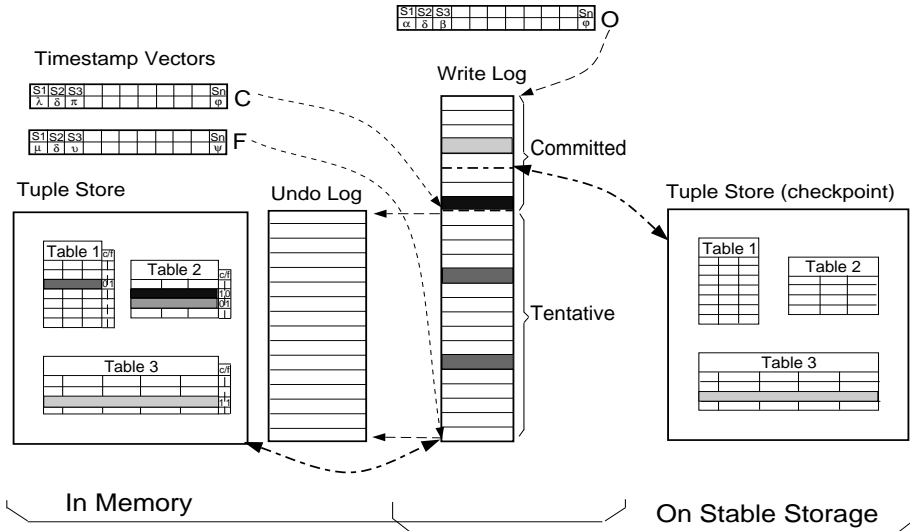 S1 S2 S3 Sn
α δ β φ
O
Timestamp Vectors
Write Log
S1 S2 S3 Sn
λ δ π φ
C
S1 S2 S3 Sn
μ δ υ ψ
F
Committed
Tuple Store
Undo Log
Tuple Store (checkpoint)
Table 1 c/f
01
Table 2 c/f
10
01
Table 3 c/f
11
Tentative
Table 1
Table 2
Table 3
In Memory
On Stable Storage